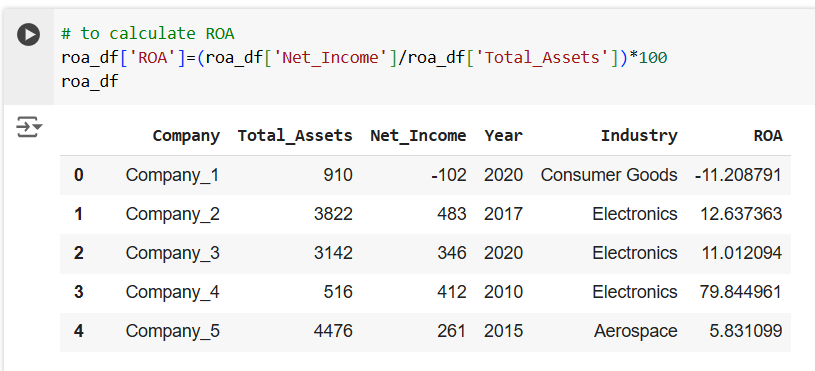 # to calculate ROA
roa_df['ROA']=(roa_df['Net_Income']/roa_df['Total_Assets'])*100
roa_df
Company Total_Assets Net_Income Year Industry ROA
0 Company_1 910 -102 2020 Consumer Goods -11.208791
1 Company_2 3822 483 2017 Electronics 12.637363
2 Company_3 3142 346 2020 Electronics 11.012094
3 Company_4 516 412 2010 Electronics 79.844961
4 Company_5 4476 261 2015 Aerospace 5.831099